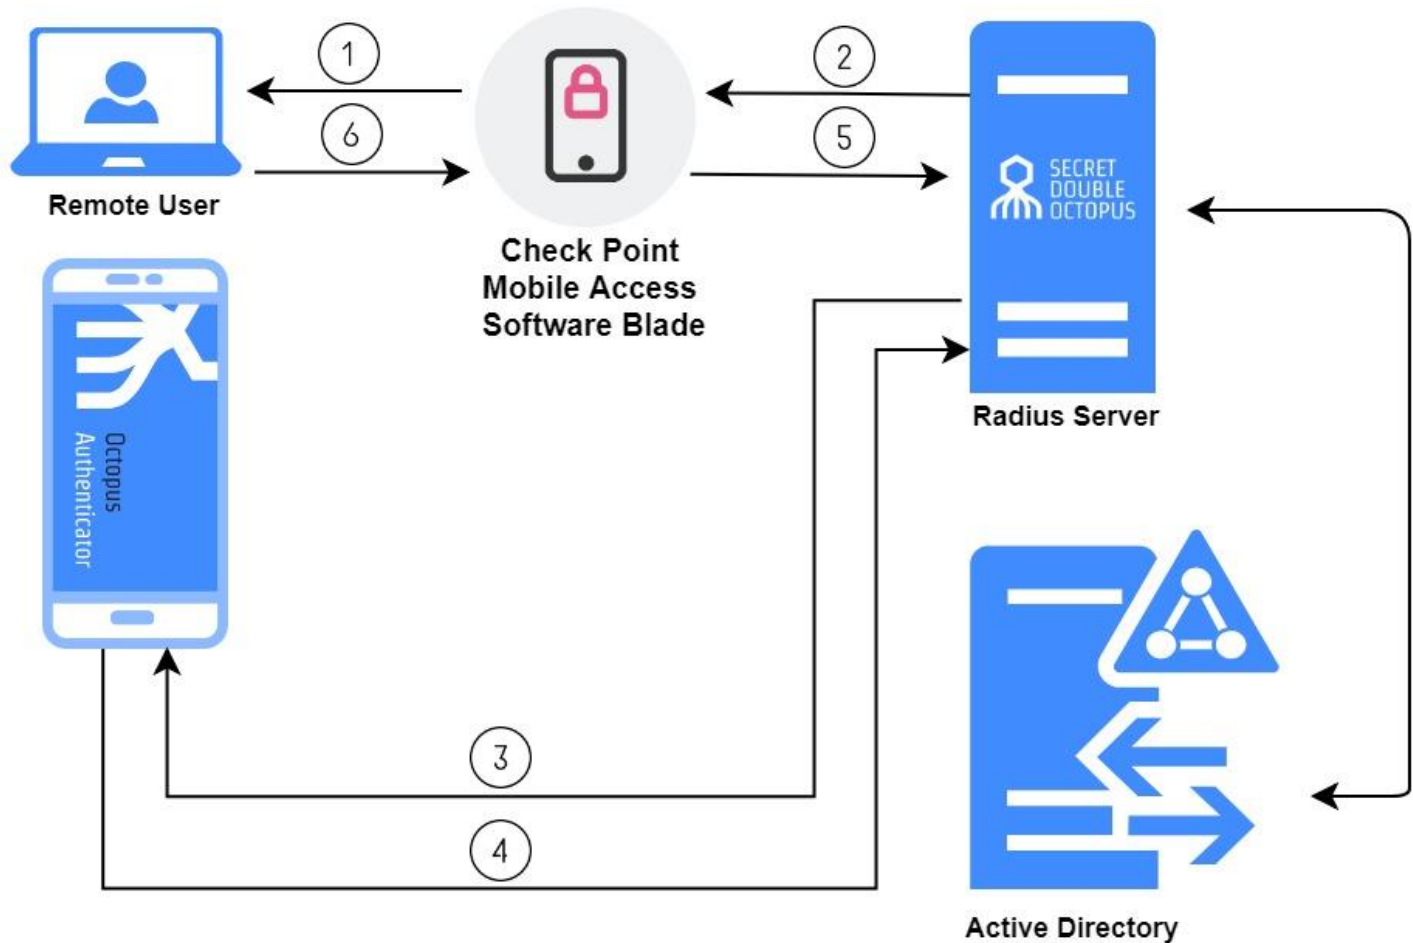 1
2
6
5
Remote User
SECRET
DOUBLE
OCTOPUS
Check Point
Mobile Access
Software Blade
Octopus
Authenticator
Radius Server
3
4
Active Directory